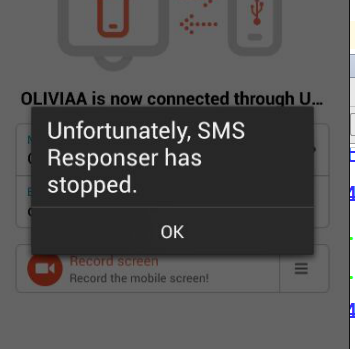 OLIVIAA is now connected through U...
Unfortunately, SMS
Responser has
stopped.
OK
Record screen
Record the mobile screen!